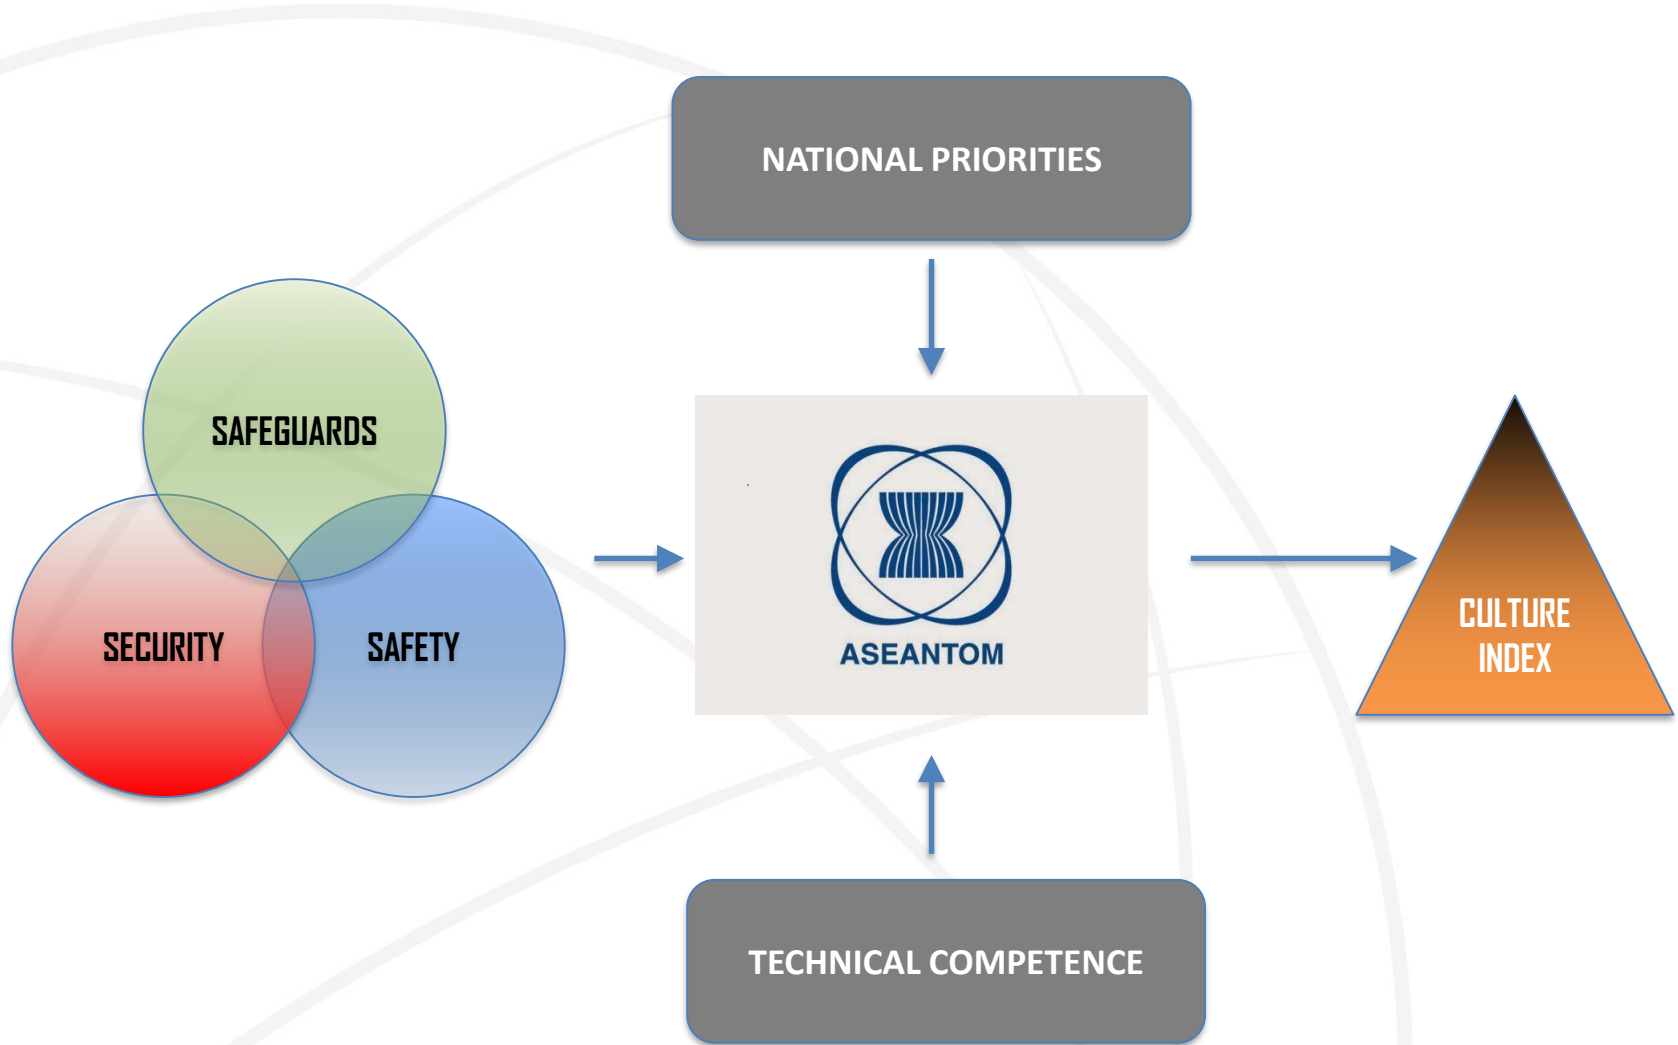 NATIONAL PRIORITIES
SAFEGUARDS
SECURITY
SAFETY
ASEANTOM
CULTURE
INDEX
TECHNICAL COMPETENCE